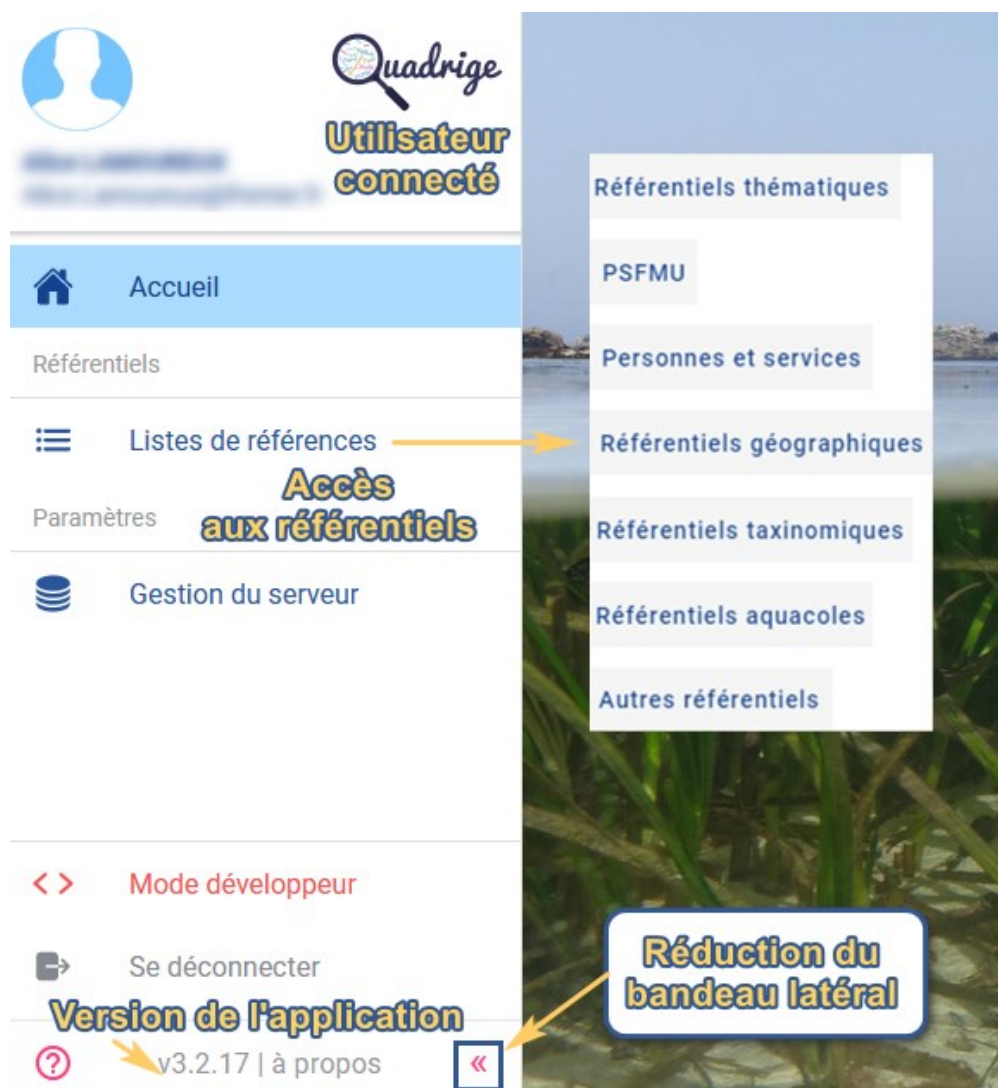 Quadrige
Utilisateur
connecté
Accueil
Référentiels
Listes de références
Accès
aux référentiels
Paramètres
Gestion du serveur
Mode développeur
Se déconnecter
Version de l'application
v3.2.17 | à propos
«
Référentiels thématiques
PSFMU
Personnes et services
Référentiels géographiques
Référentiels taxinomiques
Référentiels aquacoles
Autres référentiels
Réduction du
bandeau latéral